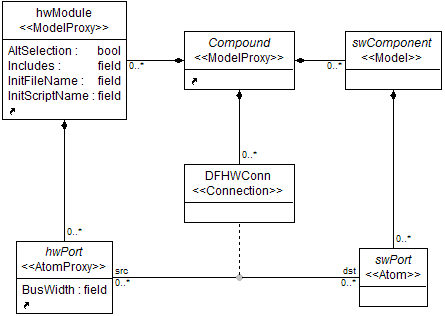 hwModule
<<ModelProxy>>
AltSelection : bool
Includes : field
InitFileName : field
InitScriptName : field
0..*
Compound
<<ModelProxy>>
swComponent
<<Model>>
0..*
0..*
DFHWConn
<<Connection>>
0..*
hwPort
<<AtomProxy>>
BusWidth : field
src
0..*
dst
0..*
0..*
swPort
<<Atom>>